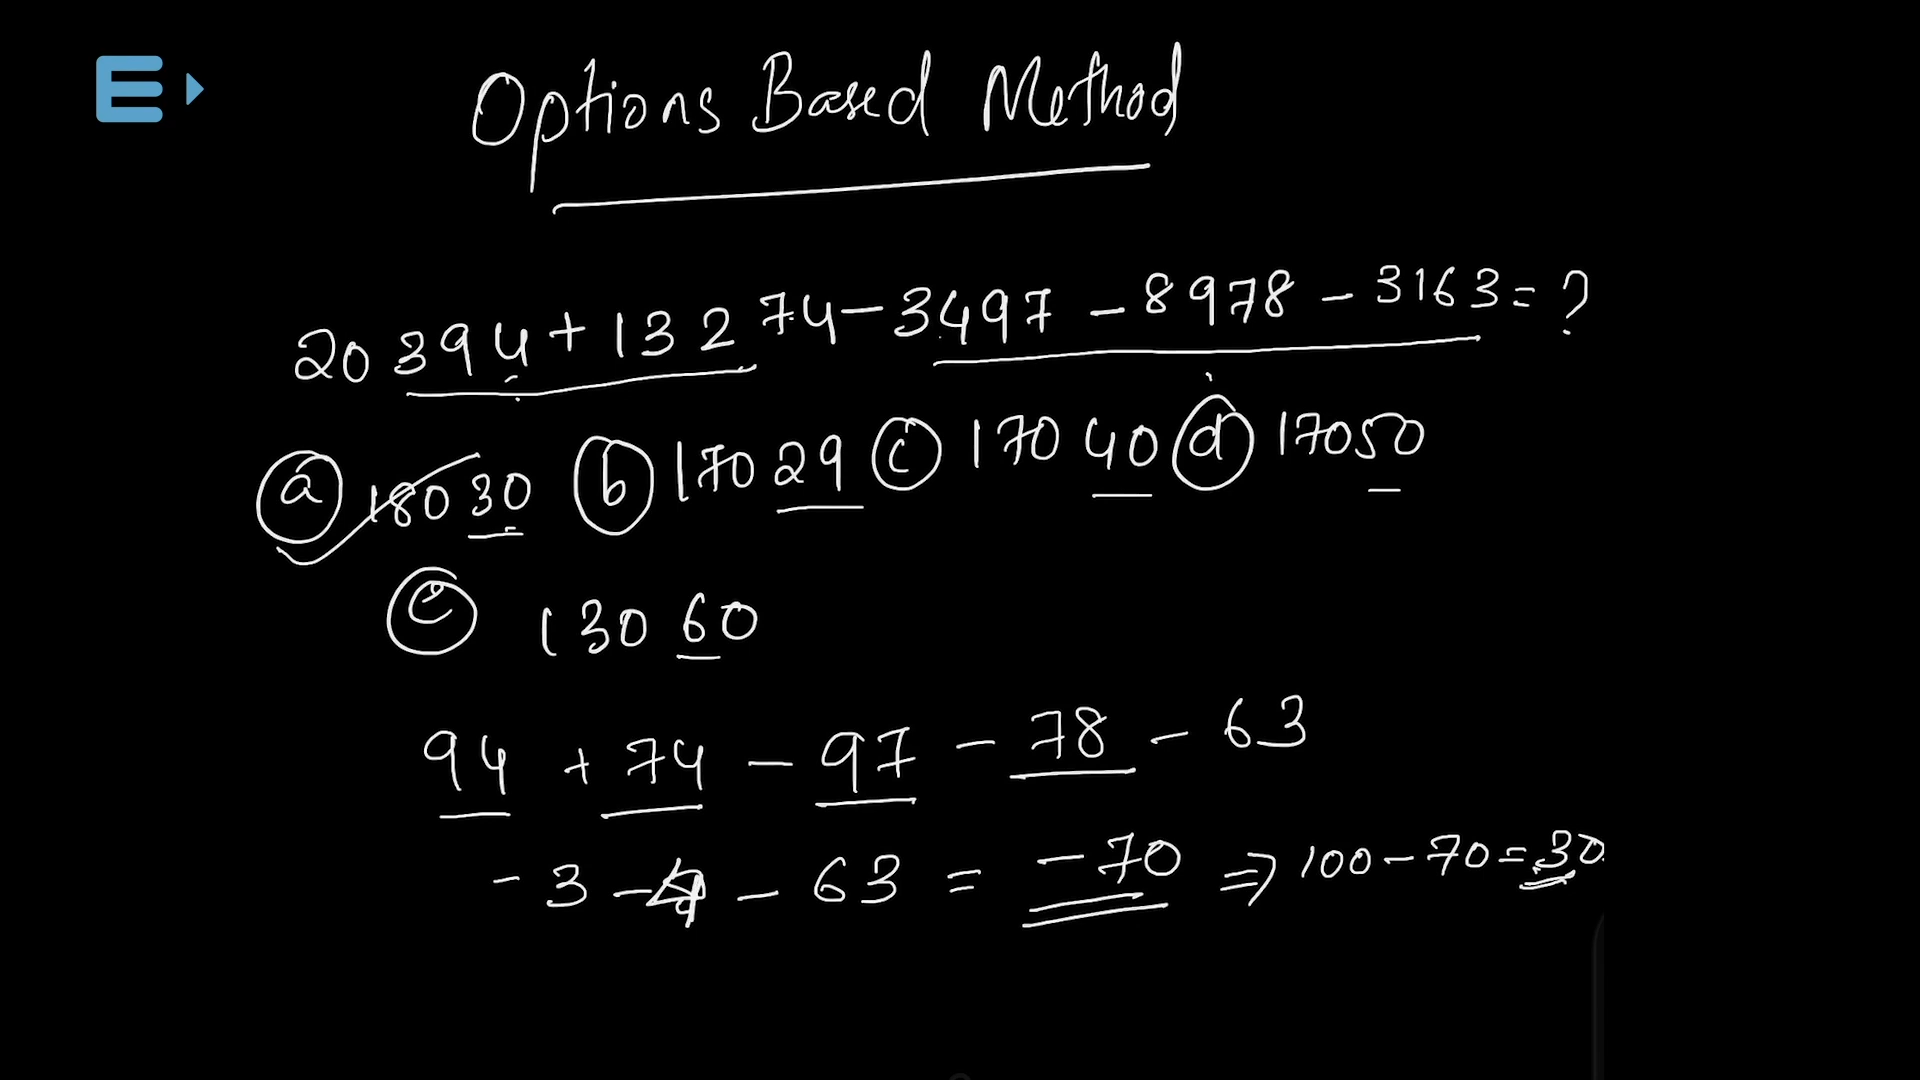 Options Based Method
20394 + 13274 - 3497 - 8978 - 3163 = ?
a 18030 b 17029 c 17040 d 17050
e 13060
94 + 74 - 97 - 78 - 63
- 3 - 4 - 63 = - 70 ⇒ 100 - 70 = 30